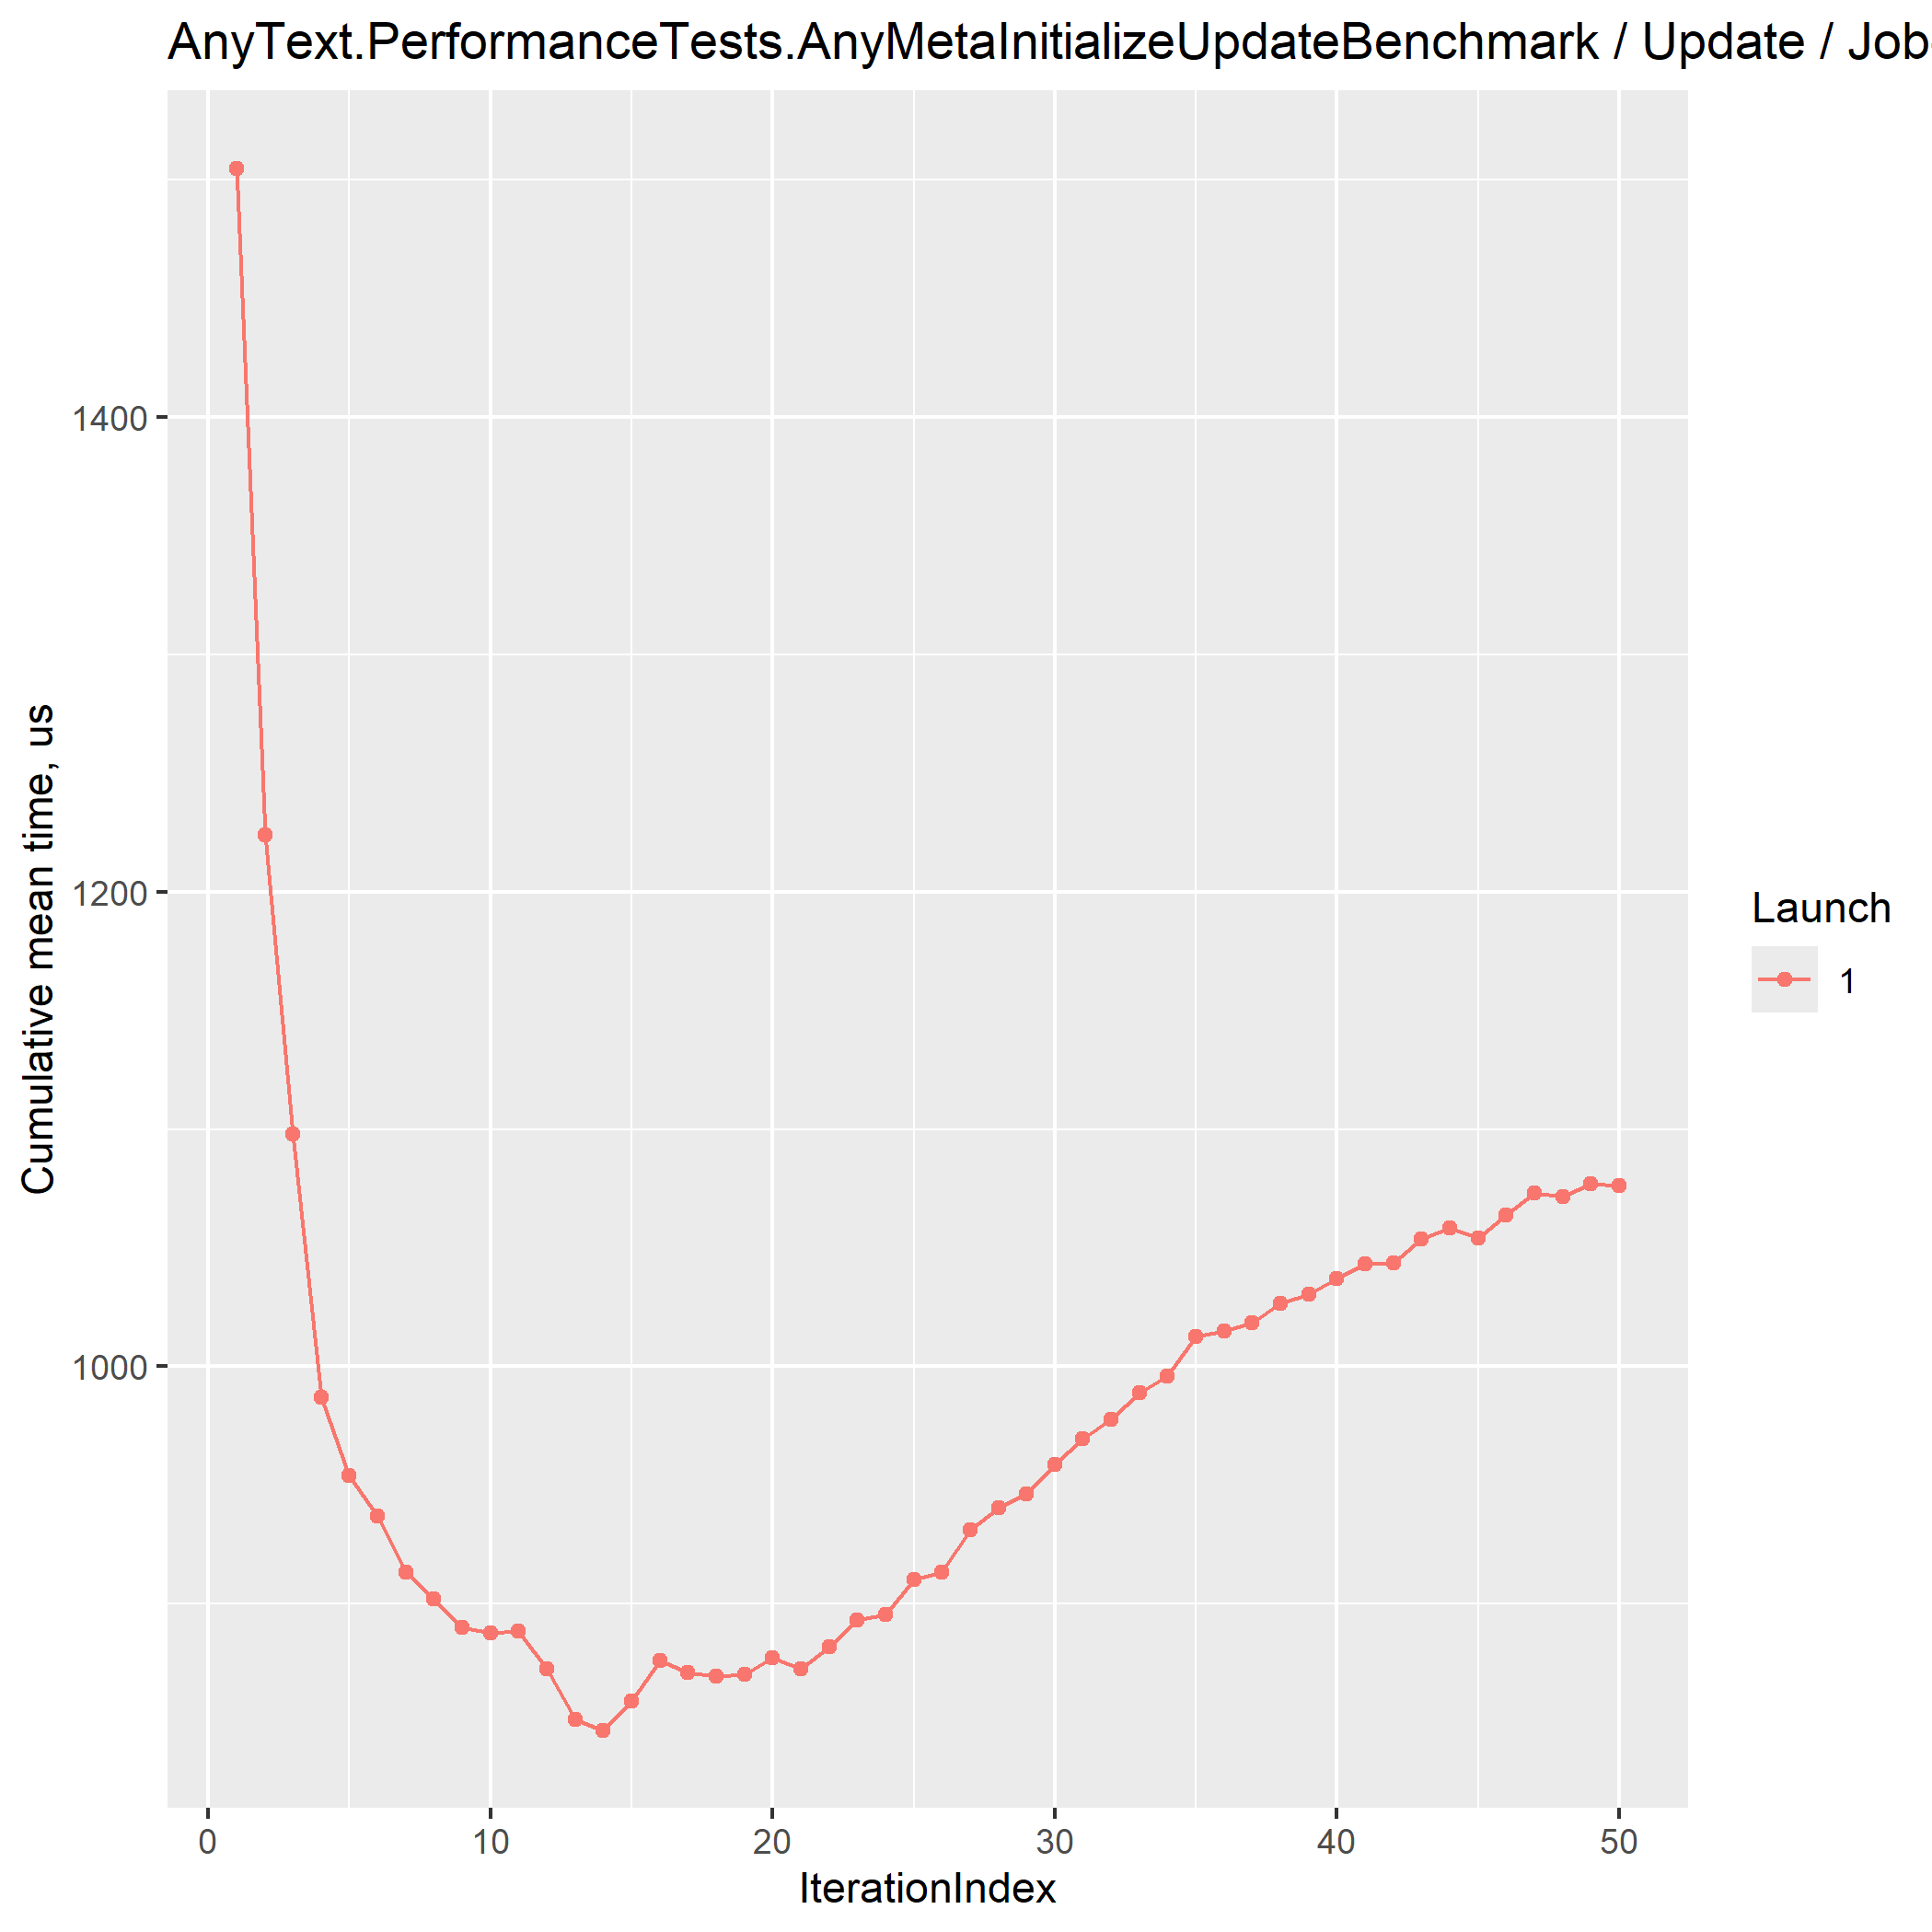 AnyText.PerformanceTests.AnyMetaInitializeUpdateBenchmark / Update / Job
Cumulative mean time, us
1400
1200
1000
0 10 20 30 40 50
IterationIndex
Launch
1